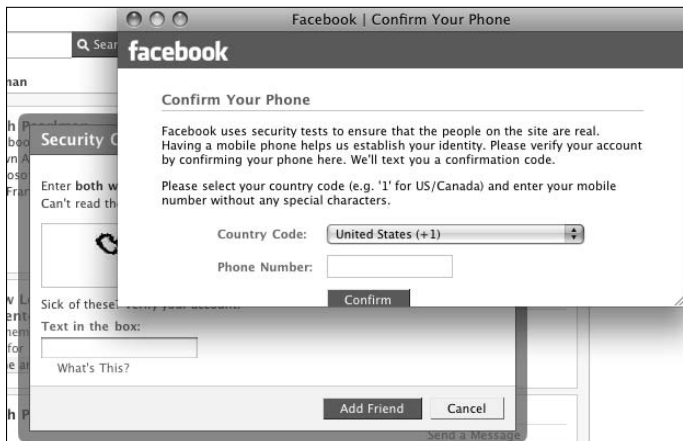 Facebook | Confirm Your Phone
facebook
Confirm Your Phone
Facebook uses security tests to ensure that the people on the site are real.
Having a mobile phone helps us establish your identity. Please verify your account
by confirming your phone here. We'll text you a confirmation code.
Please select your country code (e.g. '1' for US/Canada) and enter your mobile
number without any special characters.
Country Code:
United States (+1)
Phone Number:
Confirm
Security
Enter both
Can't read
Sick of these? Verify your account.
Text in the box:
What's This?
Add Friend
Cancel
Send a Message